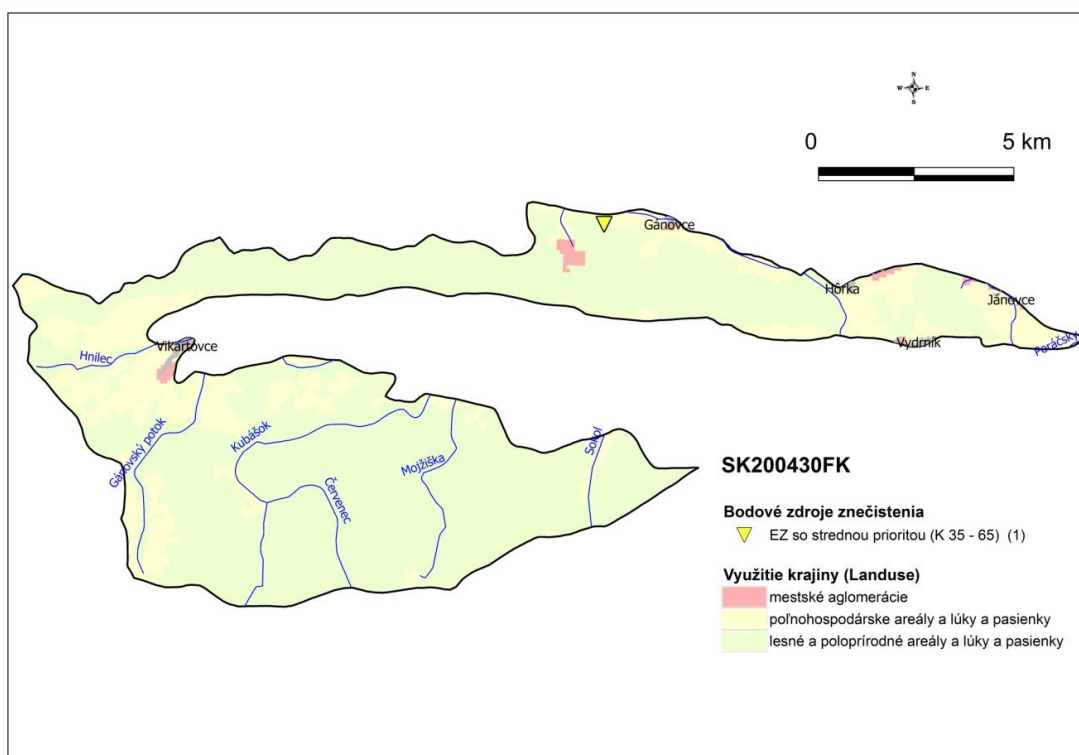 N
W E
S
0 5 km
Gánovce
Hôrka
Jánovce
Vydrník
Poráčsky
Vikartovce
Hnilec
Gánovský potok
Kubášok
Červenec
Mojžiška
Sokol
SK200430FK
Bodové zdroje znečistenia
EZ so strednou prioritou (K 35 - 65) (1)
Využitie krajiny (Landuse)
mestské aglomerácie
poľnohospodárske areály a lúky a pasienky
lesné a poloprírodné areály a lúky a pasienky